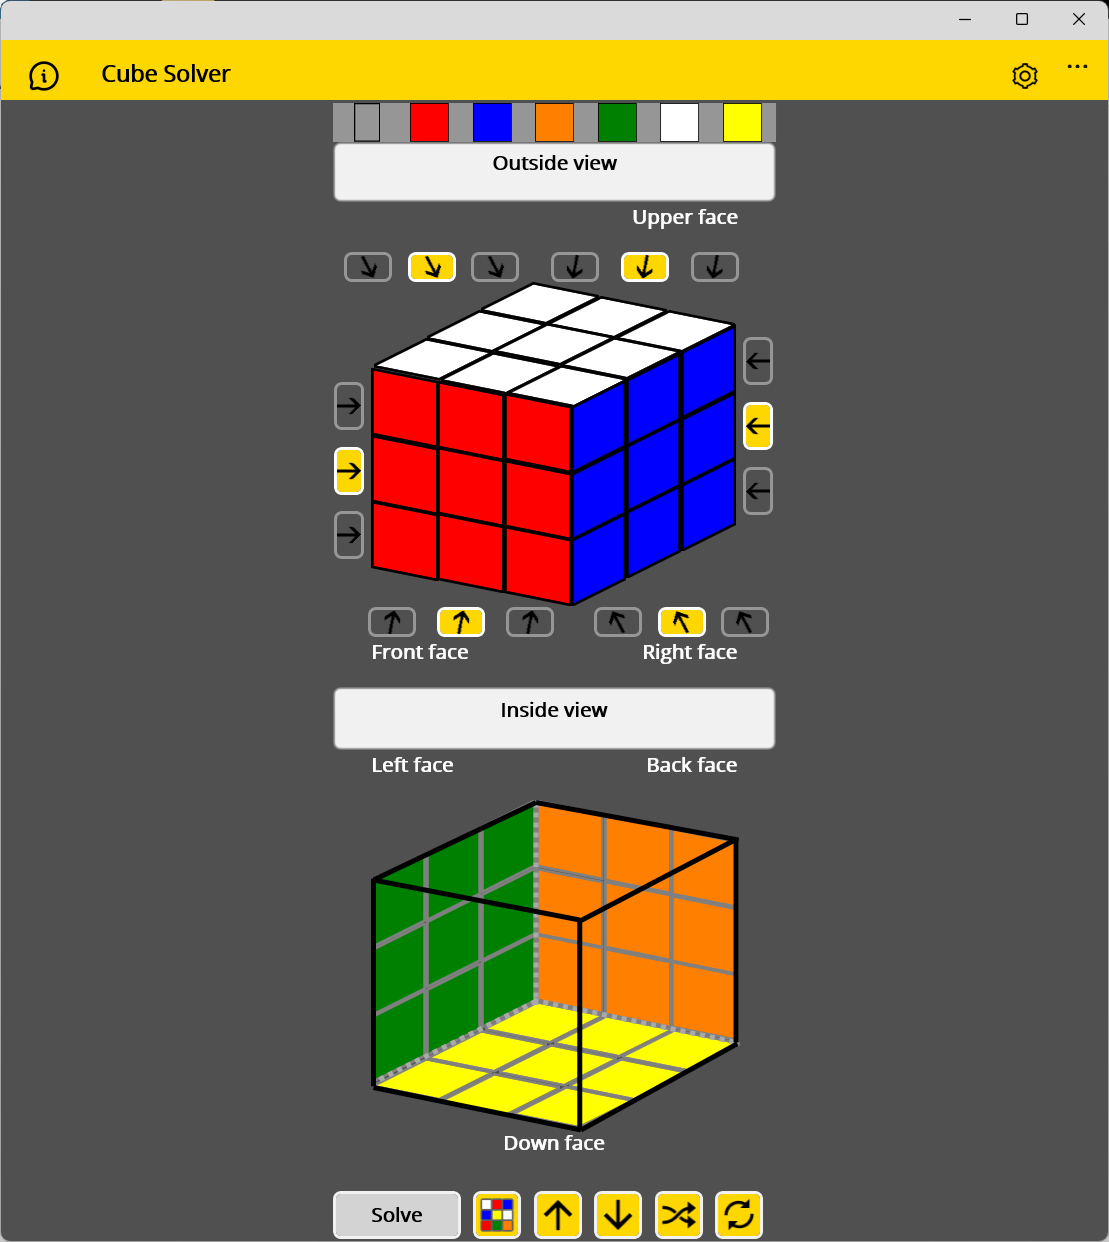 Cube Solver
Outside view
Upper face
Front face
Right face
Inside view
Left face
Back face
Down face
Solve